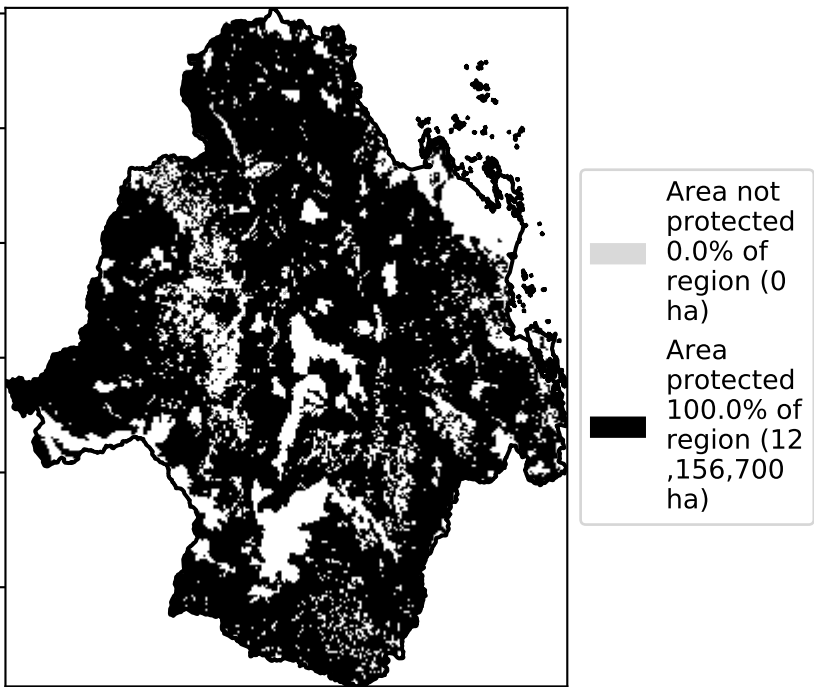 Area not
protected
0.0% of
region (0
ha)
Area
protected
100.0% of
region (12
,156,700
ha)